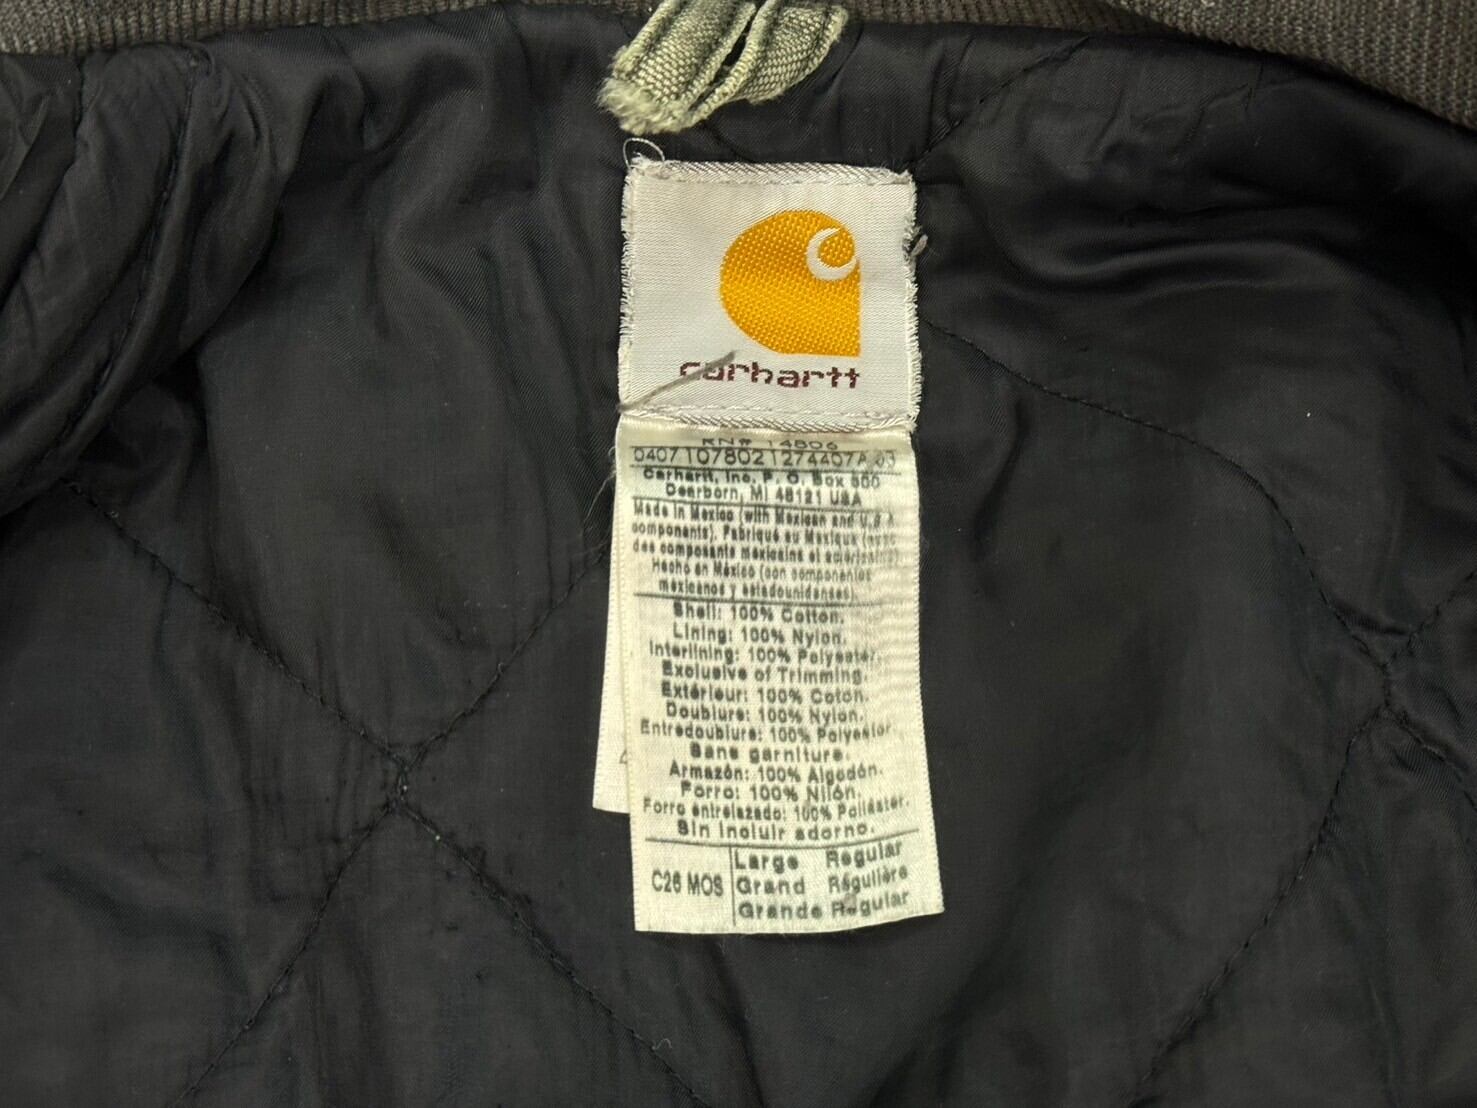 carhartt
RN# 14806
04071078021274407A 03
Carhartt, Inc. P. O. Box 600
Dearborn, MI 48121 USA
Made in Mexico (with Mexican and U.S.A.
components). Fabriqué au Mexique (avec
des composants mexicains et américains)
Hecho en México (con componentes
mexicanos y estadounidenses).
Shell: 100% Cotton.
Lining: 100% Nylon.
Interlining: 100% Polyester.
Exclusive of Trimming.
Extérieur: 100% Coton.
Doublure: 100% Nylon.
Entredoublure: 100% Polyester
Sans garniture.
Armazón: 100% Algodón.
Forro: 100% Nilón.
Forro entrelazado: 100% Poliéster.
Sin incluir adorno.
Large Regular
C26 MOS Grand Régulière
Grande Regular